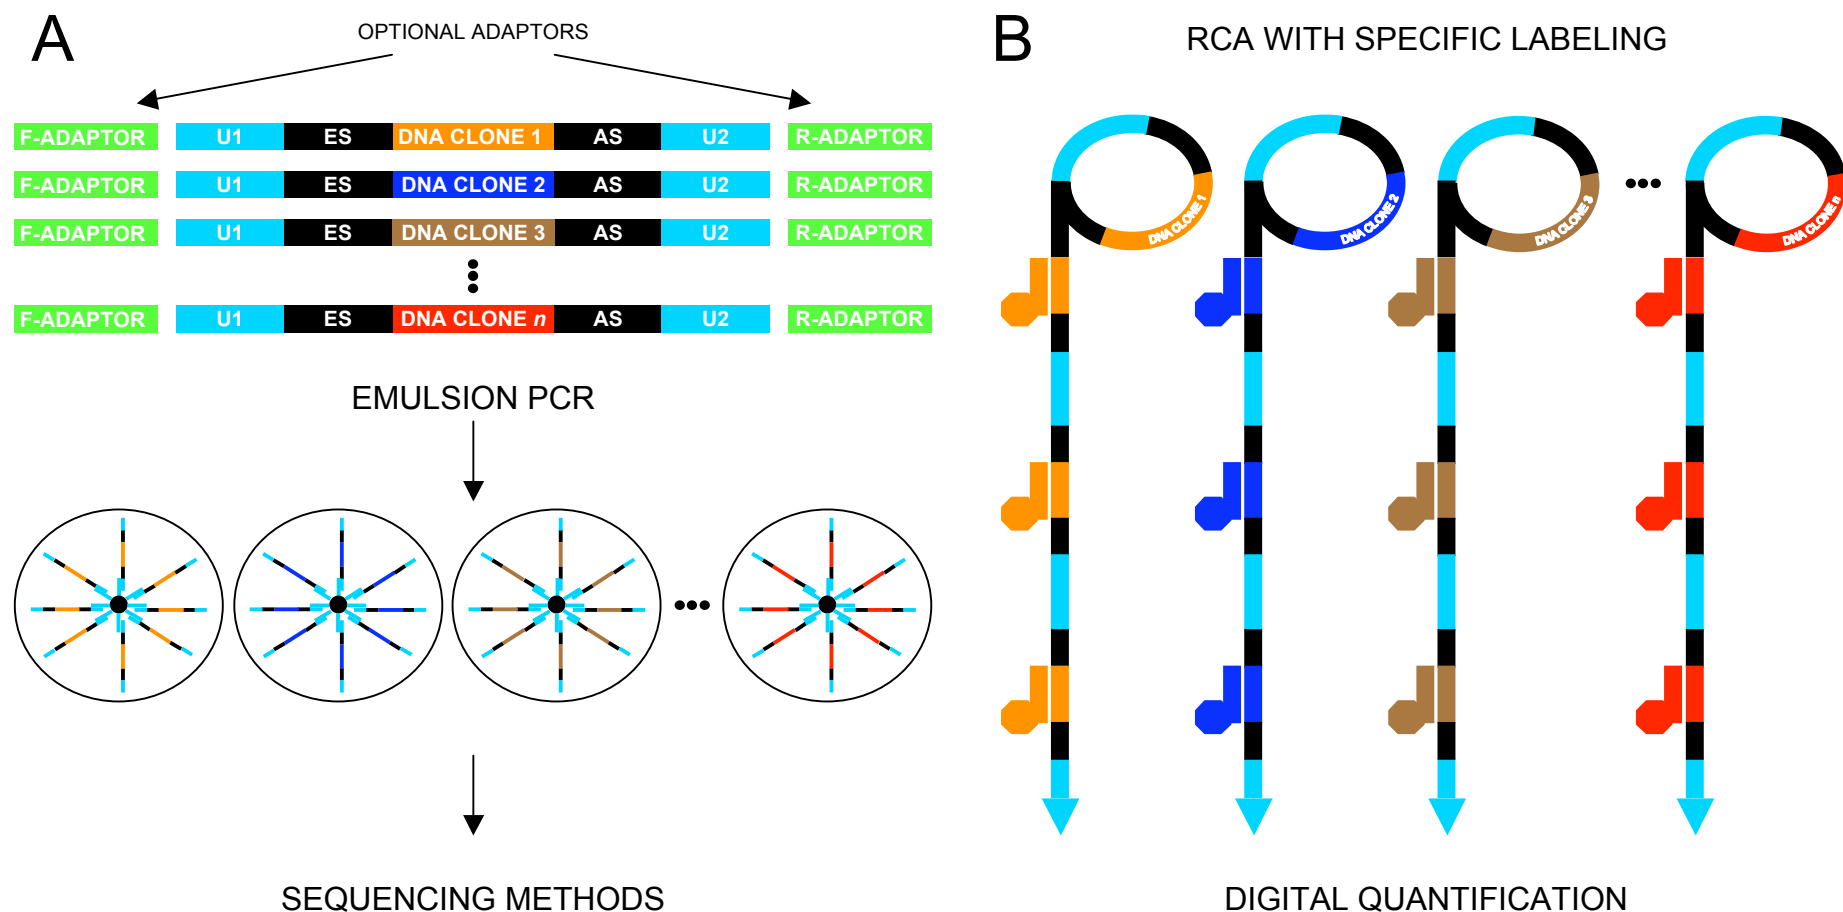 A
OPTIONAL ADAPTORS
F-ADAPTOR U1 ES DNA CLONE 1 AS U2 R-ADAPTOR
F-ADAPTOR U1 ES DNA CLONE 2 AS U2 R-ADAPTOR
F-ADAPTOR U1 ES DNA CLONE 3 AS U2 R-ADAPTOR
F-ADAPTOR U1 ES DNA CLONE n AS U2 R-ADAPTOR
EMULSION PCR
SEQUENCING METHODS
B
RCA WITH SPECIFIC LABELING
DNA CLONE 1
DNA CLONE 2
DNA CLONE 3
DNA CLONE n
DIGITAL QUANTIFICATION